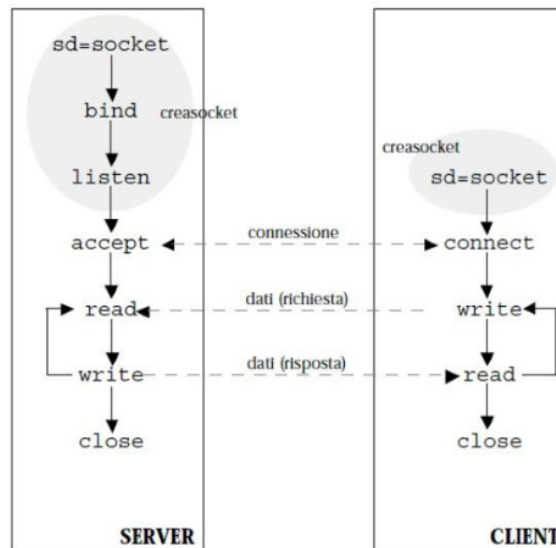 sd=socket
bind
creasocket
listen
creasocket
sd=socket
accept
connessione
connect
read
dati (richiesta)
write
write
dati (risposta)
read
close
close
SERVER
CLIENT